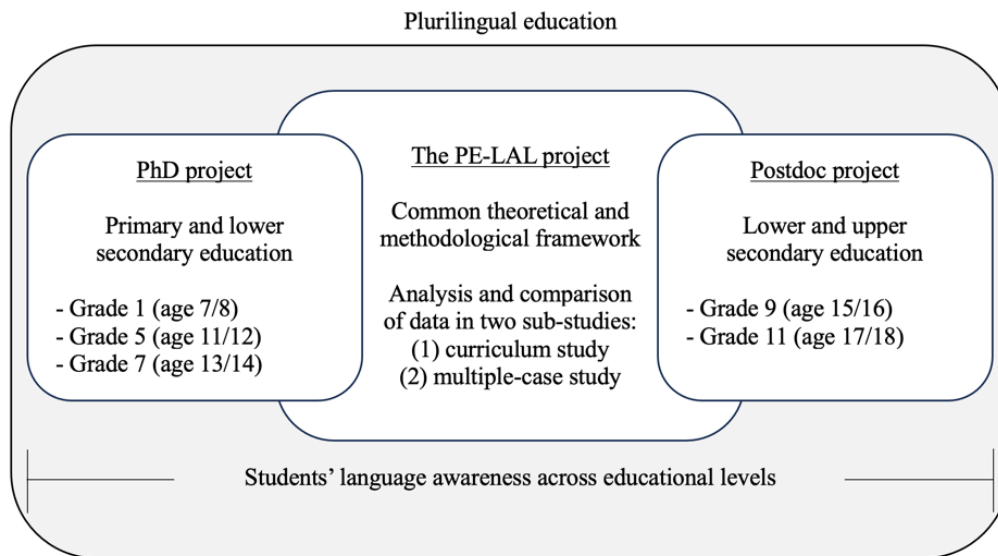 Plurilingual education
PhD project
Primary and lower
secondary education
- Grade 1 (age 7/8)
- Grade 5 (age 11/12)
- Grade 7 (age 13/14)
The PE-LAL project
Common theoretical and
methodological framework
Analysis and comparison
of data in two sub-studies:
(1) curriculum study
(2) multiple-case study
Postdoc project
Lower and upper
secondary education
- Grade 9 (age 15/16)
- Grade 11 (age 17/18)
Students’ language awareness across educational levels